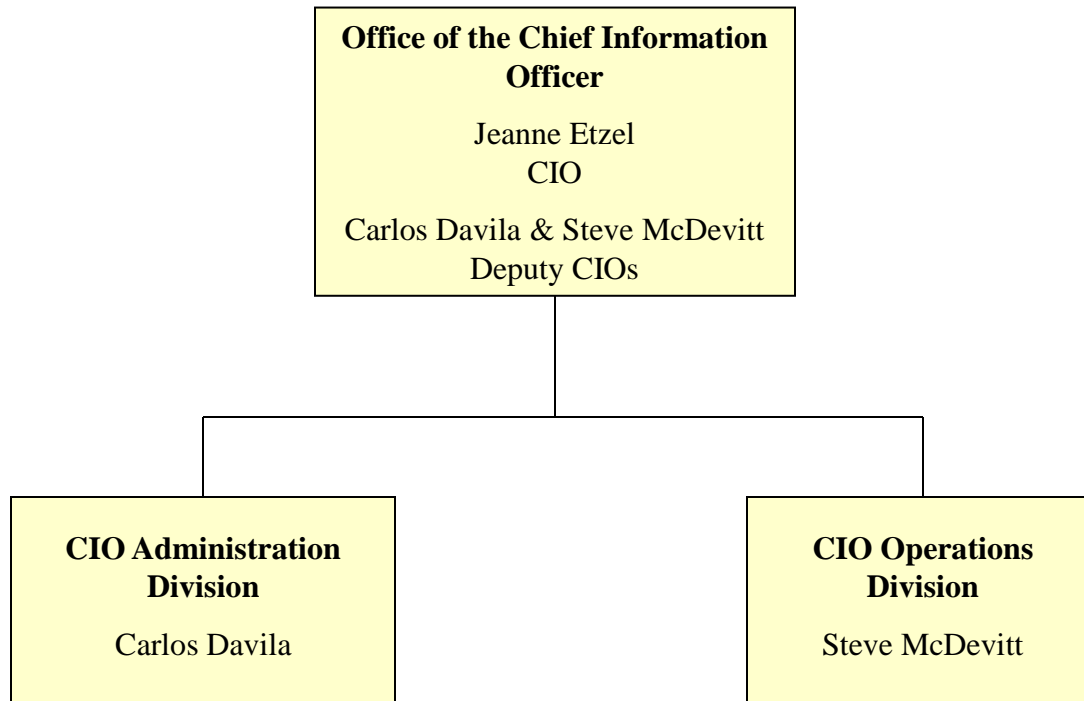 Office of the Chief Information
Officer
Jeanne Etzel
CIO
Carlos Davila & Steve McDevitt
Deputy CIOs
CIO Administration
Division
Carlos Davila
CIO Operations
Division
Steve McDevitt